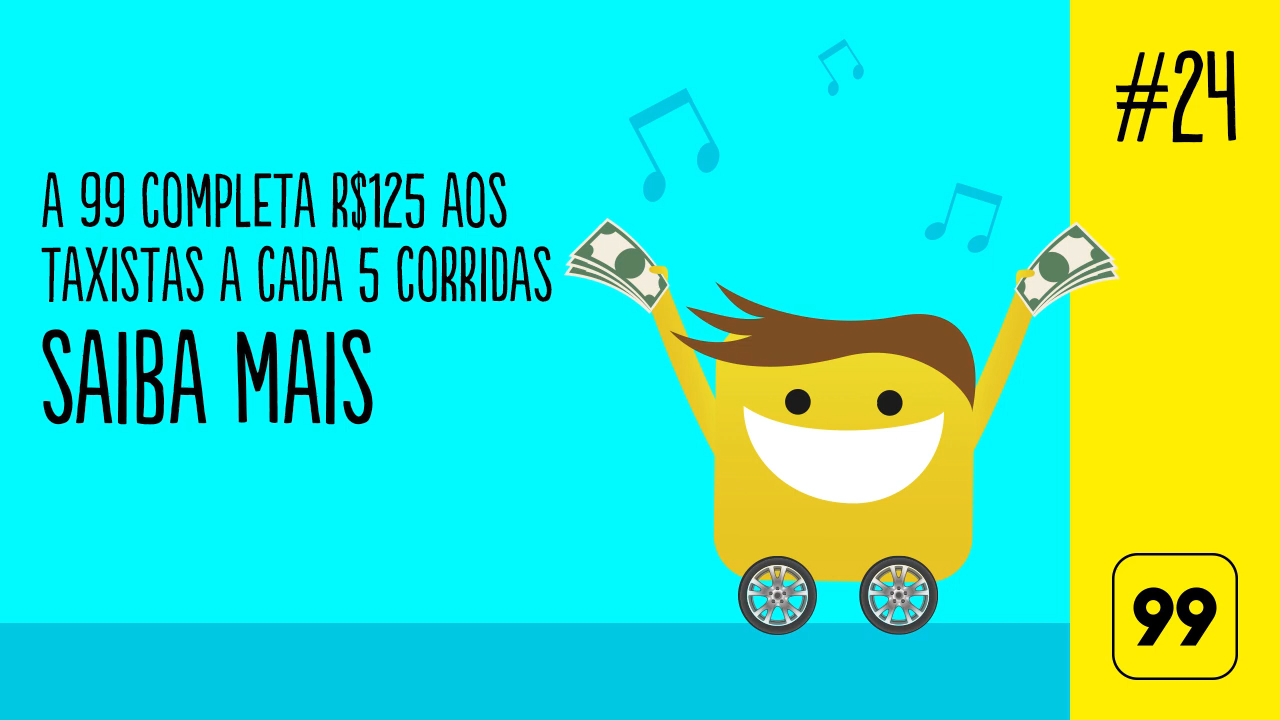 A 99 COMPLETA R$125 AOS
TAXISTAS A CADA 5 CORRIDAS
SAIBA MAIS
#24
99